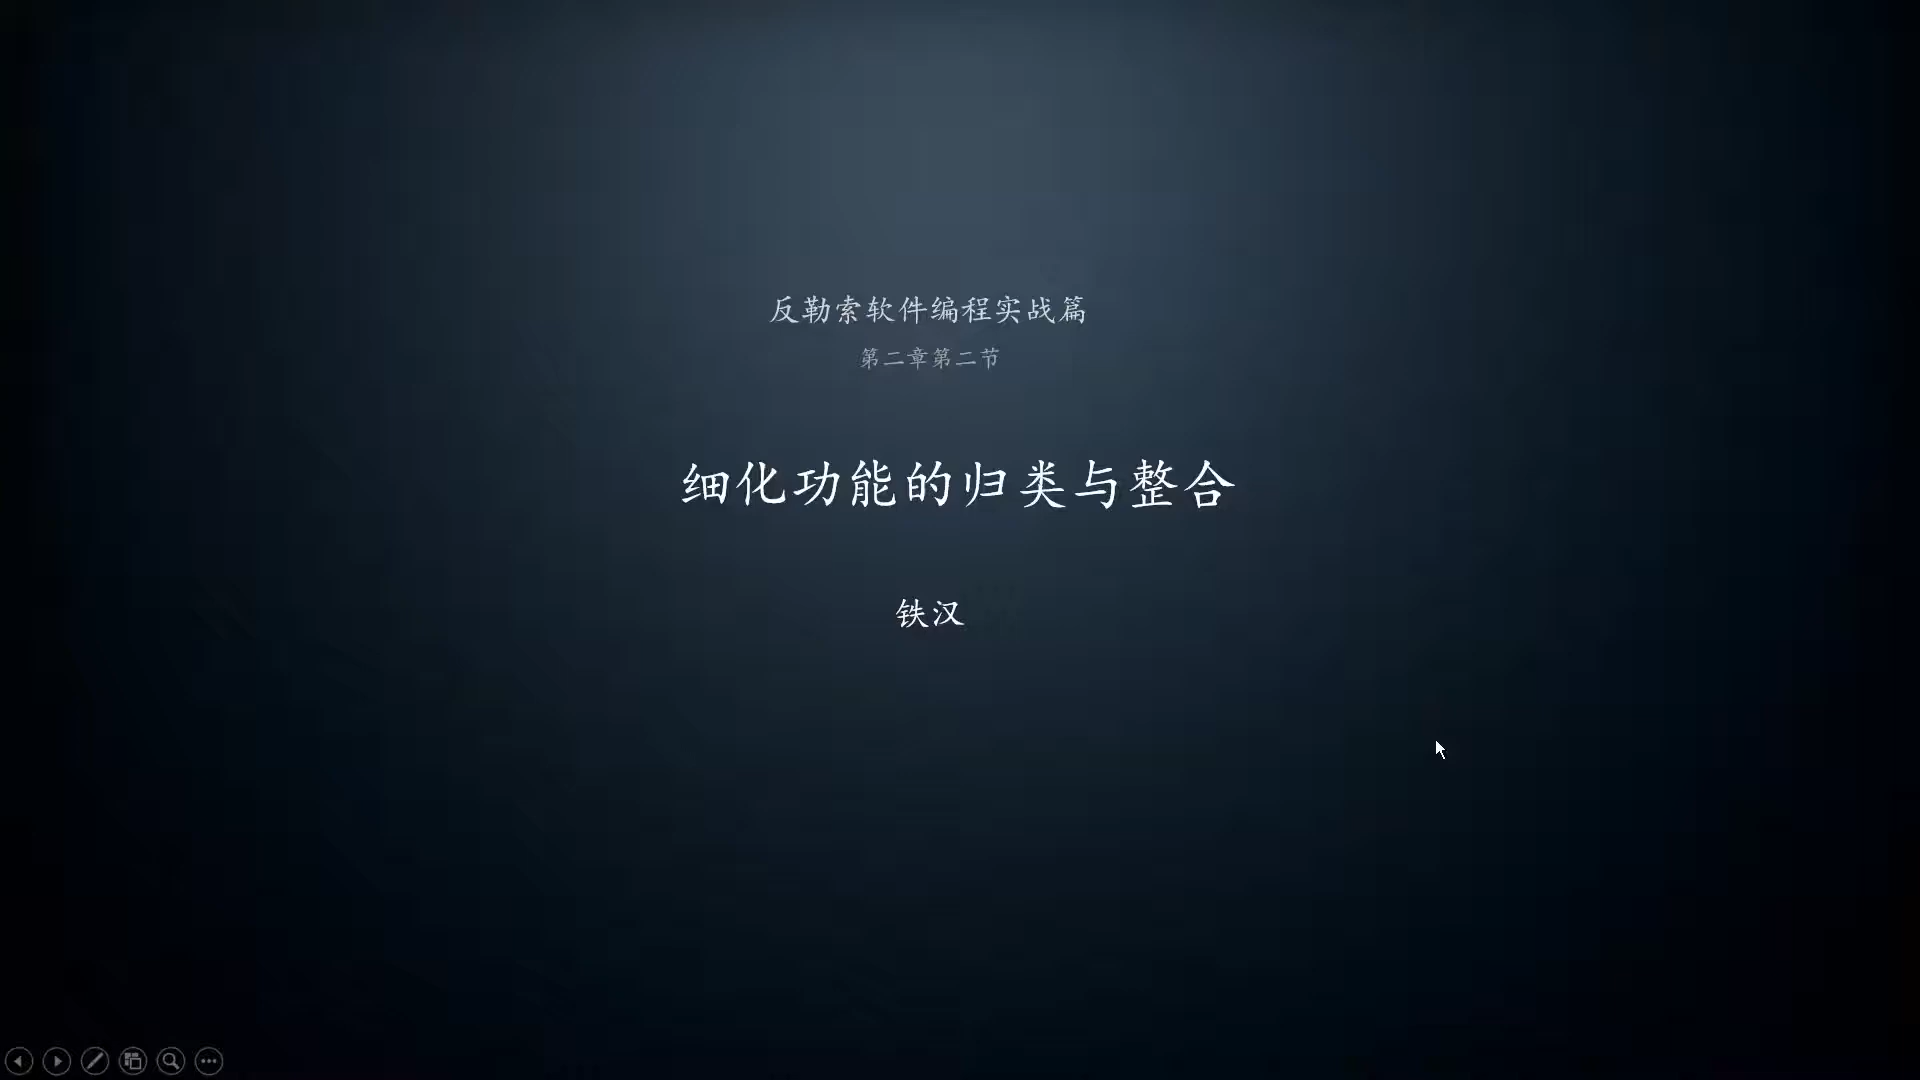 反勒索软件编程实战篇
第二章第二节
细化功能的归类与整合
铁汉